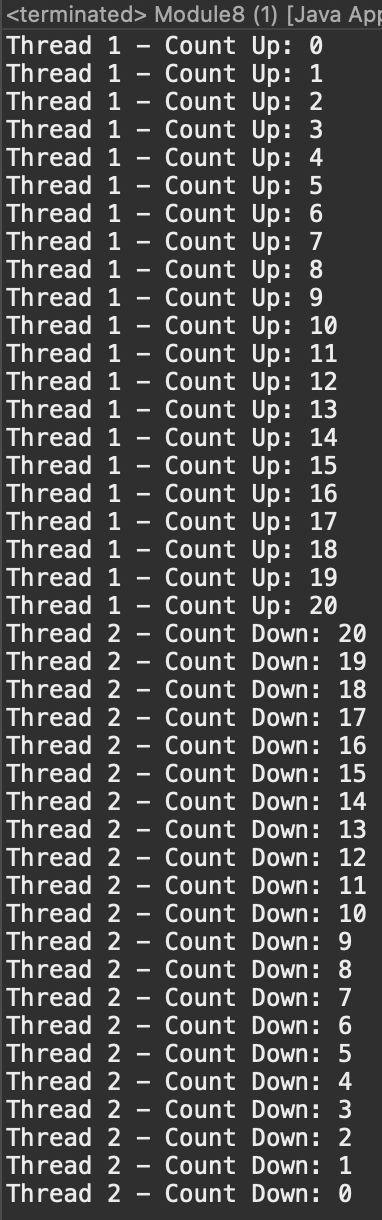 <terminated> Module8 (1) [Java App
Thread 1 – Count Up: 0
Thread 1 – Count Up: 1
Thread 1 – Count Up: 2
Thread 1 – Count Up: 3
Thread 1 – Count Up: 4
Thread 1 – Count Up: 5
Thread 1 – Count Up: 6
Thread 1 – Count Up: 7
Thread 1 – Count Up: 8
Thread 1 – Count Up: 9
Thread 1 – Count Up: 10
Thread 1 – Count Up: 11
Thread 1 – Count Up: 12
Thread 1 – Count Up: 13
Thread 1 – Count Up: 14
Thread 1 – Count Up: 15
Thread 1 – Count Up: 16
Thread 1 – Count Up: 17
Thread 1 – Count Up: 18
Thread 1 – Count Up: 19
Thread 1 – Count Up: 20
Thread 2 – Count Down: 20
Thread 2 – Count Down: 19
Thread 2 – Count Down: 18
Thread 2 – Count Down: 17
Thread 2 – Count Down: 16
Thread 2 – Count Down: 15
Thread 2 – Count Down: 14
Thread 2 – Count Down: 13
Thread 2 – Count Down: 12
Thread 2 – Count Down: 11
Thread 2 – Count Down: 10
Thread 2 – Count Down: 9
Thread 2 – Count Down: 8
Thread 2 – Count Down: 7
Thread 2 – Count Down: 6
Thread 2 – Count Down: 5
Thread 2 – Count Down: 4
Thread 2 – Count Down: 3
Thread 2 – Count Down: 2
Thread 2 – Count Down: 1
Thread 2 – Count Down: 0